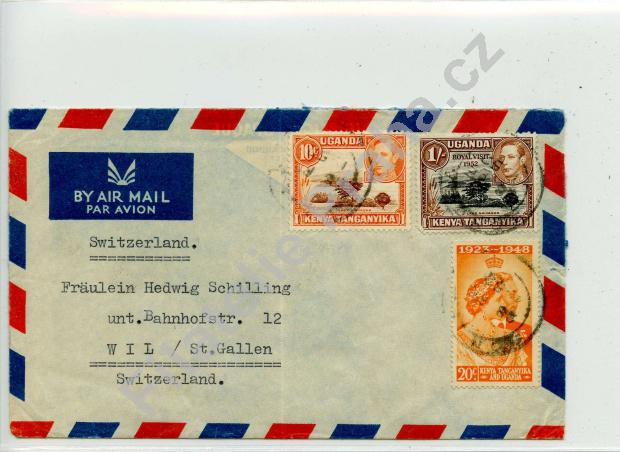 BY AIR MAIL
PAR AVION
Switzerland.
Fräulein Hedwig Schilling
unt.Bahnhofstr. 12
W I L / St.Gallen
Switzerland.
UGANDA
10c
KENYA TANGANYIKA
UGANDA
1/-
ROYAL VISIT
1952
KENYA TANGANYIKA
1923-1948
20c
KENYA TANGANYIKA
AND UGANDA